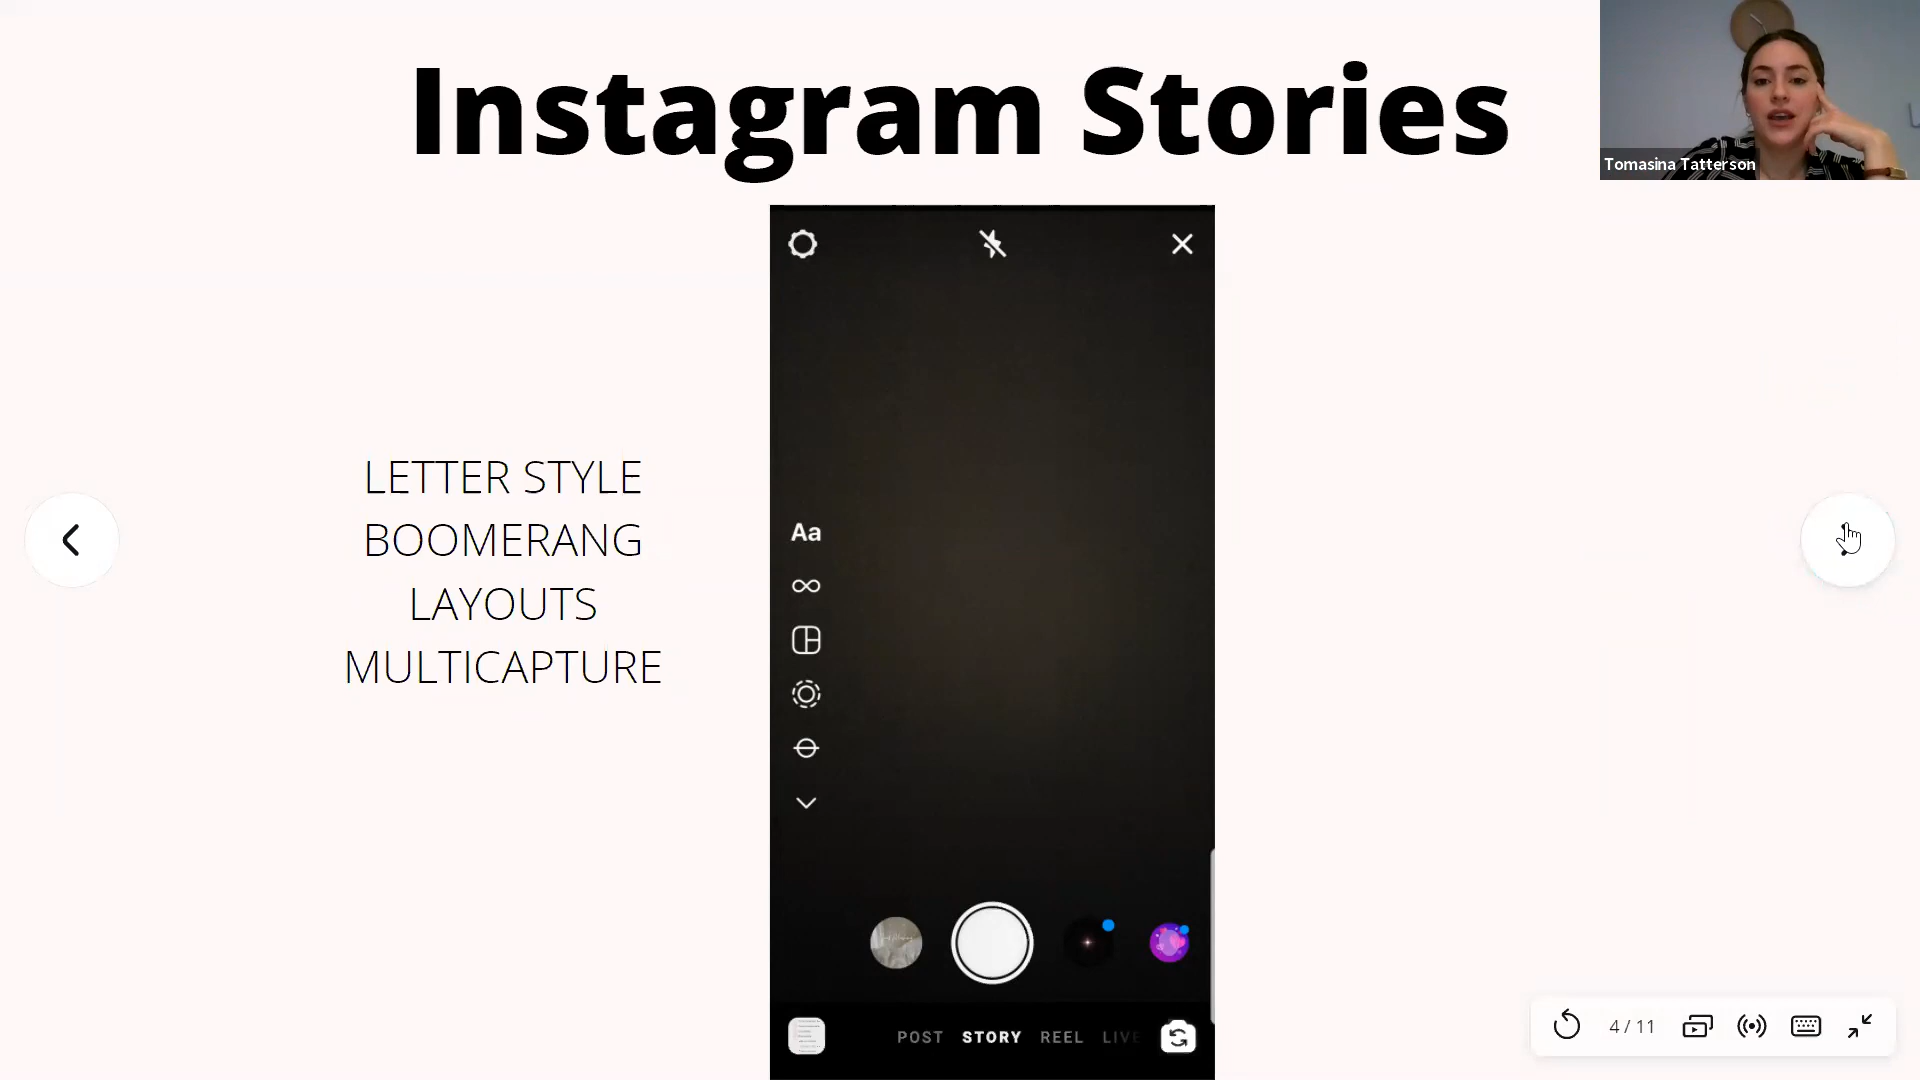 Instagram Stories
Tomasina Tatterson
LETTER STYLE
BOOMERANG
LAYOUTS
MULTICAPTURE
Aa
POST STORY REEL LIVE
4 / 11